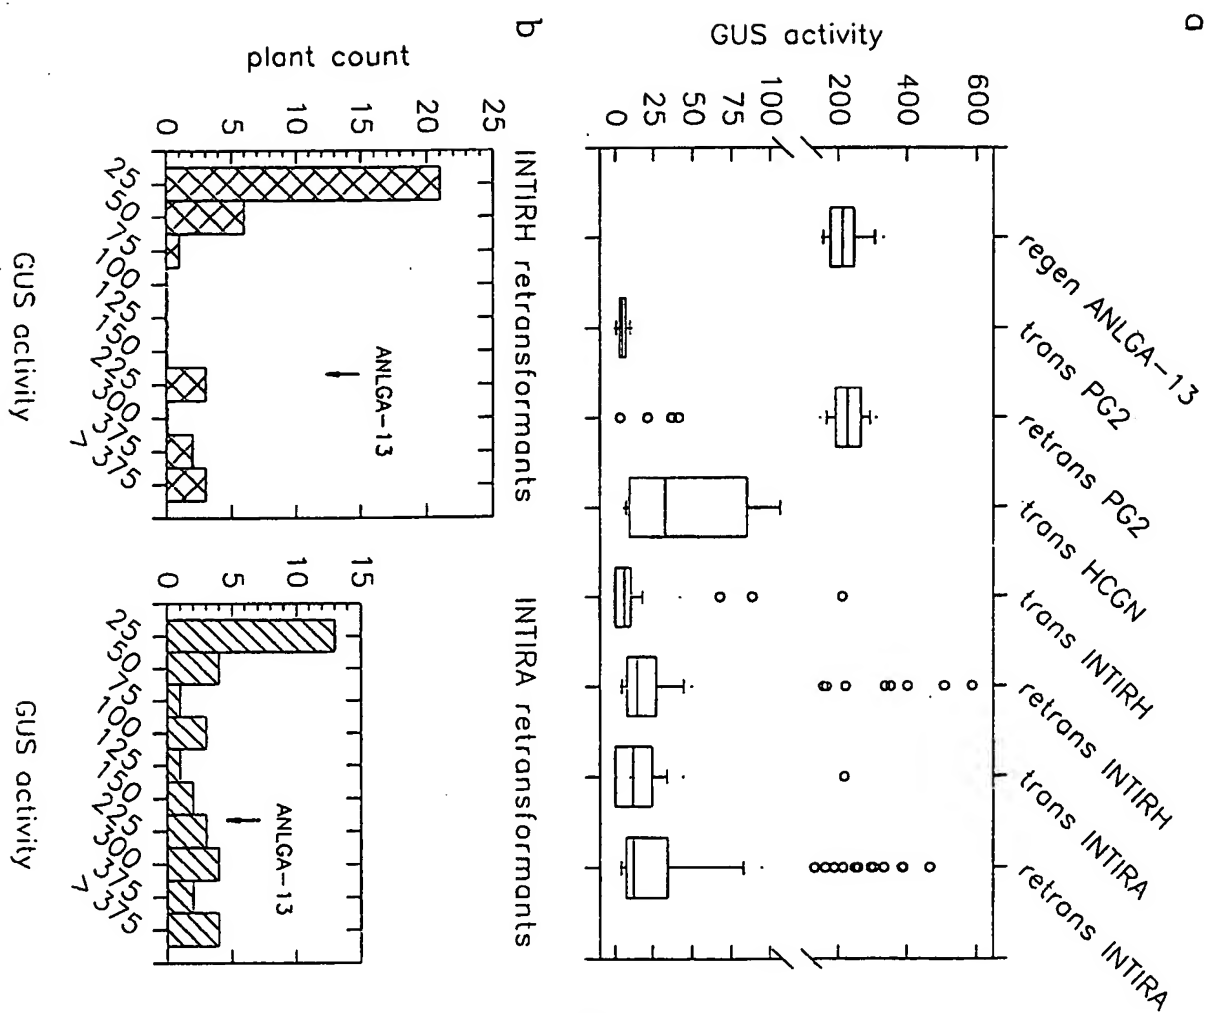 a
GUS activity
600
400
200
100
75
50
25
0
regen ANLGA-13
trans PG2
retrans PG2
trans HCGN
trans INTIRH
retrans INTIRH
trans INTIRA
retrans INTIRA
b
INTIRH retransformants
plant count
25
20
15
10
5
0
ANLGA-13
25
50
75
100
125
150
225
300
375
> 375
GUS activity
INTIRA retransformants
15
10
5
0
ANLGA-13
25
50
75
100
125
150
225
300
375
> 375
GUS activity